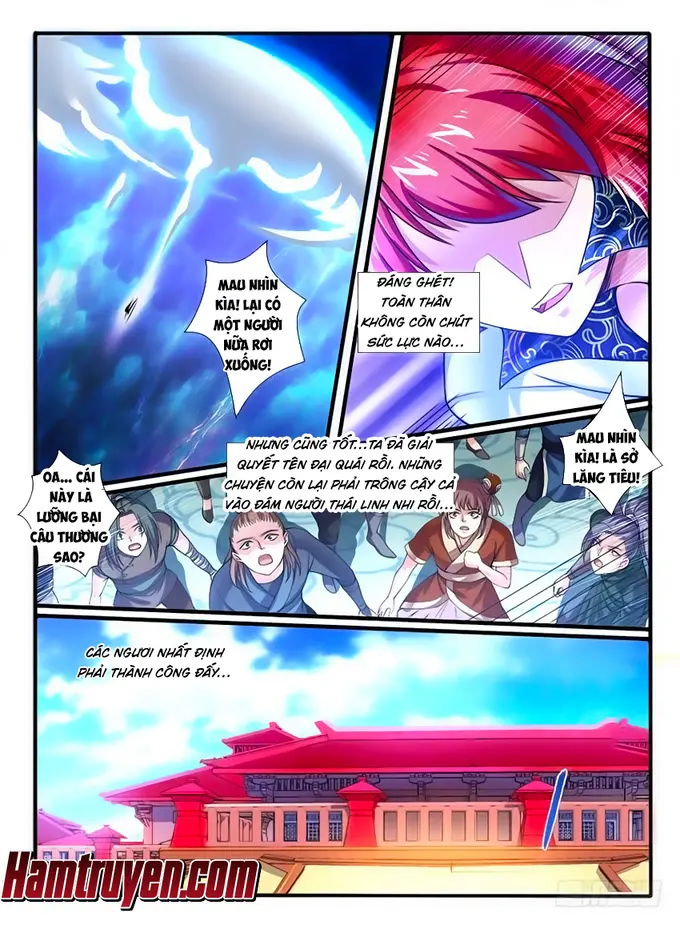 MAU NHÌN
KÌA! LẠI CÓ
MỘT NGƯỜI
NỮA RƠI
XUỐNG!
ĐÁNG GHÉT!
TOÀN THÂN
KHÔNG CÒN CHÚT
SỨC LỰC NÀO...
NHƯNG CŨNG TỐT...TA ĐÃ GIẢI
QUYẾT TÊN ĐẠI QUÁI RỒI. NHỮNG
CHUYỆN CÒN LẠI PHẢI TRÔNG CẬY CẢ
VÀO ĐÁM NGƯỜI THÁI LINH NHI RỒI...
MAU NHÌN
KÌA! LÀ SỞ
LĂNG TIÊU!
OA... CÁI
NÀY LÀ
LƯỠNG BẠI
CÂU THƯƠNG
SAO?
CÁC NGƯƠI NHẤT ĐỊNH
PHẢI THÀNH CÔNG ĐẤY...
Hamtruyen.com